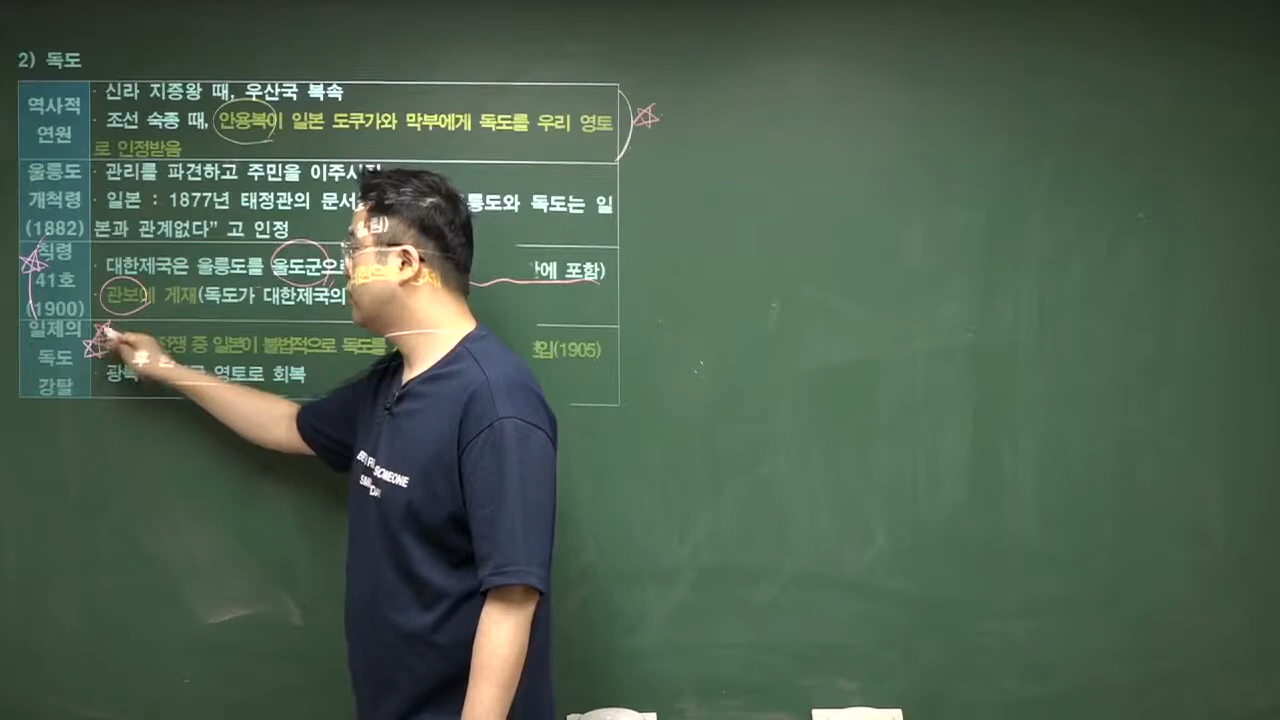 2) 독도
역사적 연원
· 신라 지증왕 때, 우산국 복속
· 조선 숙종 때, 안용복이 일본 도쿠가와 막부에게 독도를 우리 영토
로 인정받음
울릉도 개척령 (1882)
· 관리를 파견하고 주민을 이주시
· 일본 : 1877년 태정관의 문서 릉도와 독도는 일
본과 관계없다” 고 인정
칙령 41호 (1900)
· 대한제국은 울릉도를 울도군으로 에 포함)
· 관보에 게재(독도가 대한제국의
일제의 독도 강탈
전쟁 중 일본이 불법적으로 독도를 입(1905)
· 광복 후 영토로 회복
SOMEONE